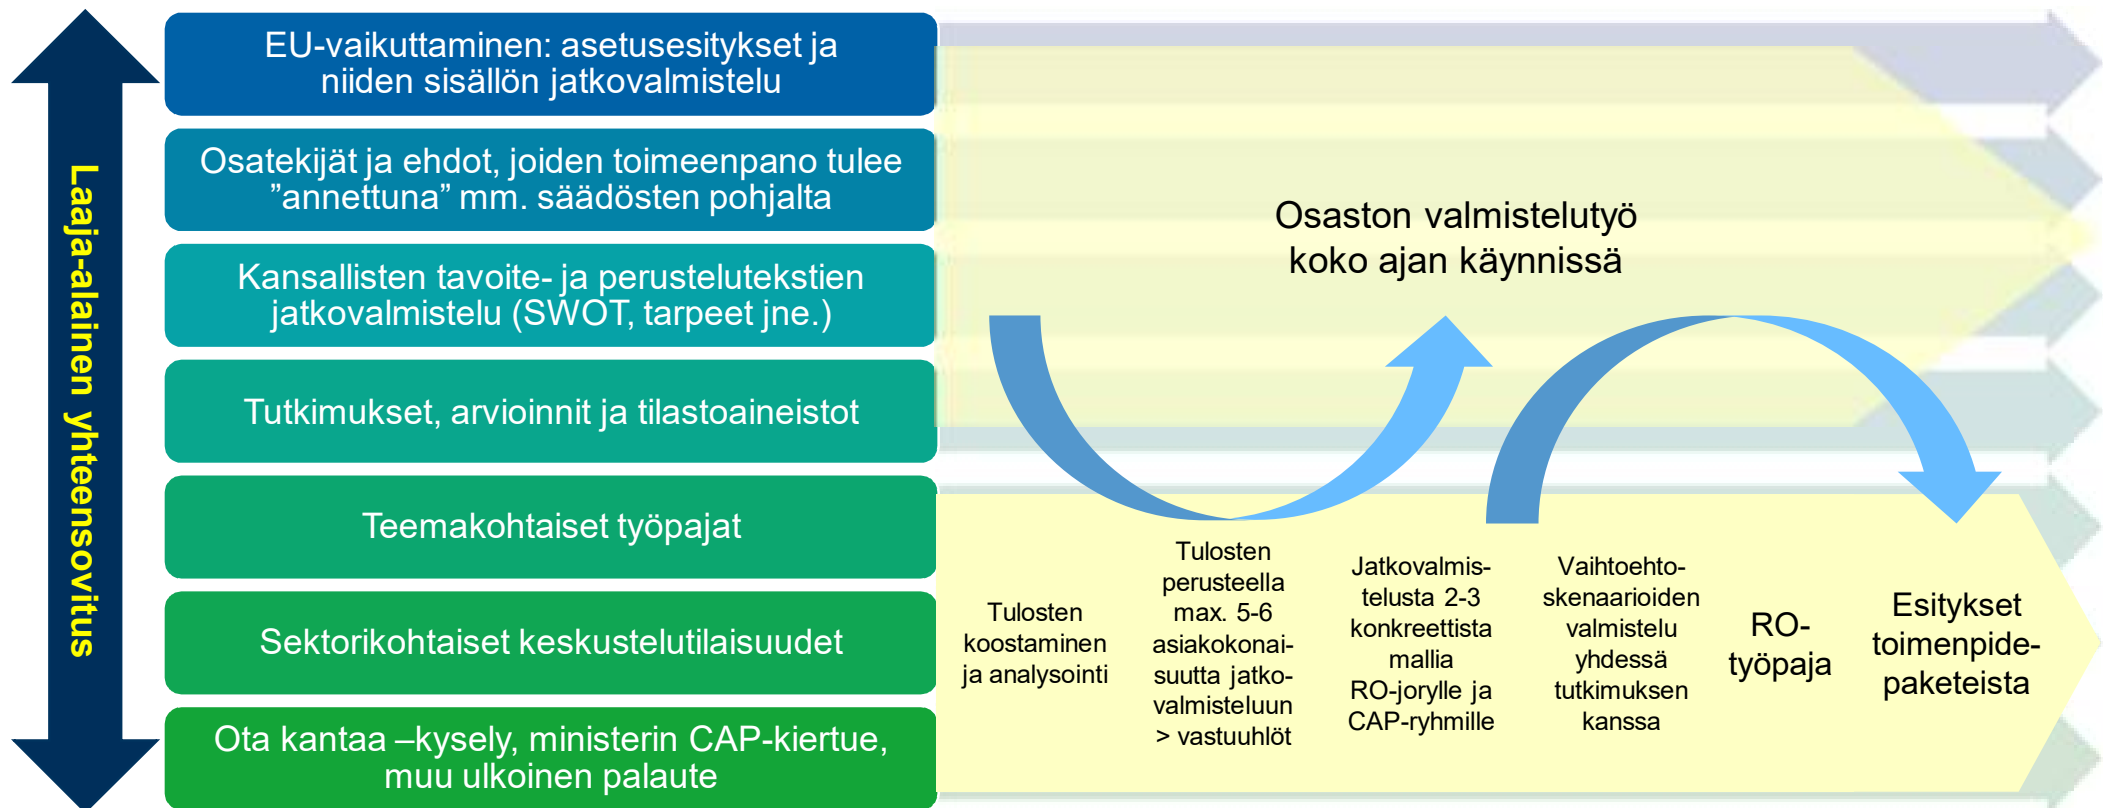 Laaja-alainen yhteensovitus
EU-vaikuttaminen: asetusesitykset ja
niiden sisällön jatkovalmistelu
Osatekijät ja ehdot, joiden toimeenpano tulee
”annettuna” mm. säädösten pohjalta
Kansallisten tavoite- ja perustelutekstien
jatkovalmistelu (SWOT, tarpeet jne.)
Tutkimukset, arvioinnit ja tilastoaineistot
Teemakohtaiset työpajat
Sektorikohtaiset keskustelutilaisuudet
Ota kantaa –kysely, ministerin CAP-kiertue,
muu ulkoinen palaute
Osaston valmistelutyö
koko ajan käynnissä
Tulosten
koostaminen
ja analysointi
Tulosten
perusteella
max. 5-6
asiakokonai-
suutta jatko-
valmisteluun
> vastuuhlöt
Jatkovalmis-
telusta 2-3
konkreettista
mallia
RO-jorylle ja
CAP-ryhmille
Vaihtoehto-
skenaarioiden
valmistelu
yhdessä
tutkimuksen
kanssa
RO-
työpaja
Esitykset
toimenpide-
paketeista